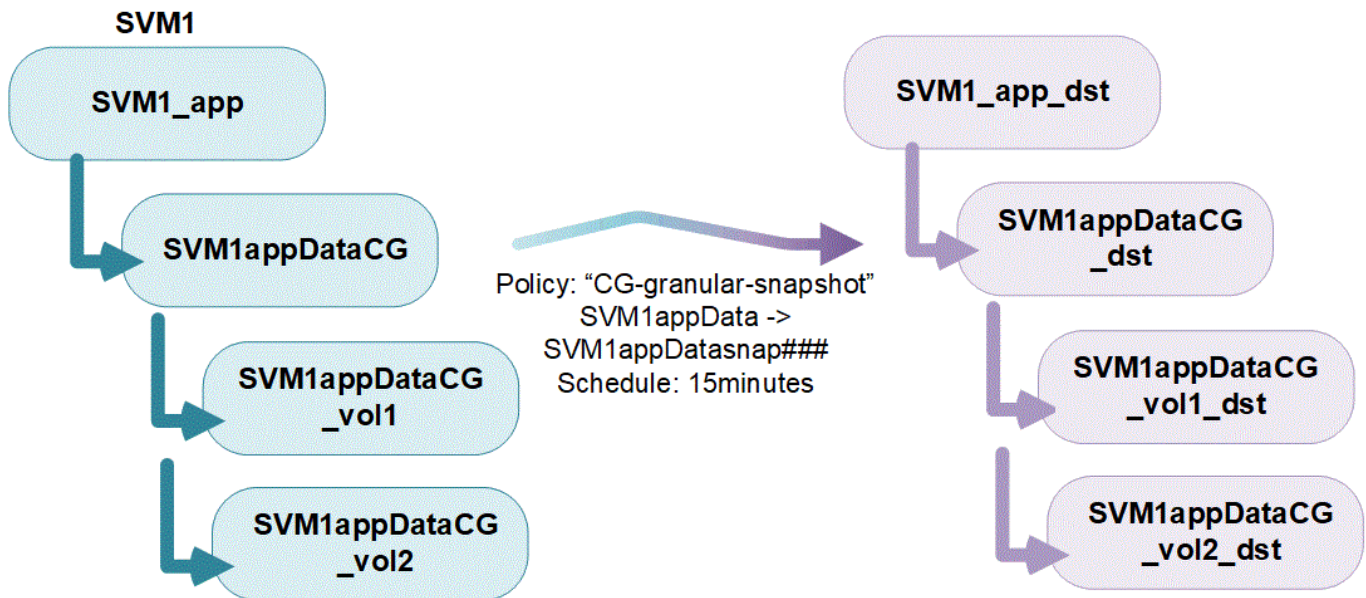 SVM1
SVM1_app
SVM1appDataCG
SVM1appDataCG
_vol1
SVM1appDataCG
_vol2
Policy: “CG-granular-snapshot”
SVM1appData ->
SVM1appDatasnap###
Schedule: 15minutes
SVM1_app_dst
SVM1appDataCG
_dst
SVM1appDataCG
_vol1_dst
SVM1appDataCG
_vol2_dst